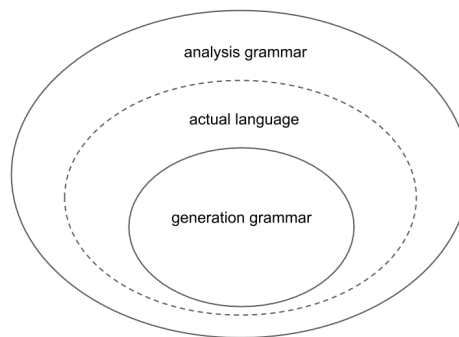 analysis grammar
actual language
generation grammar